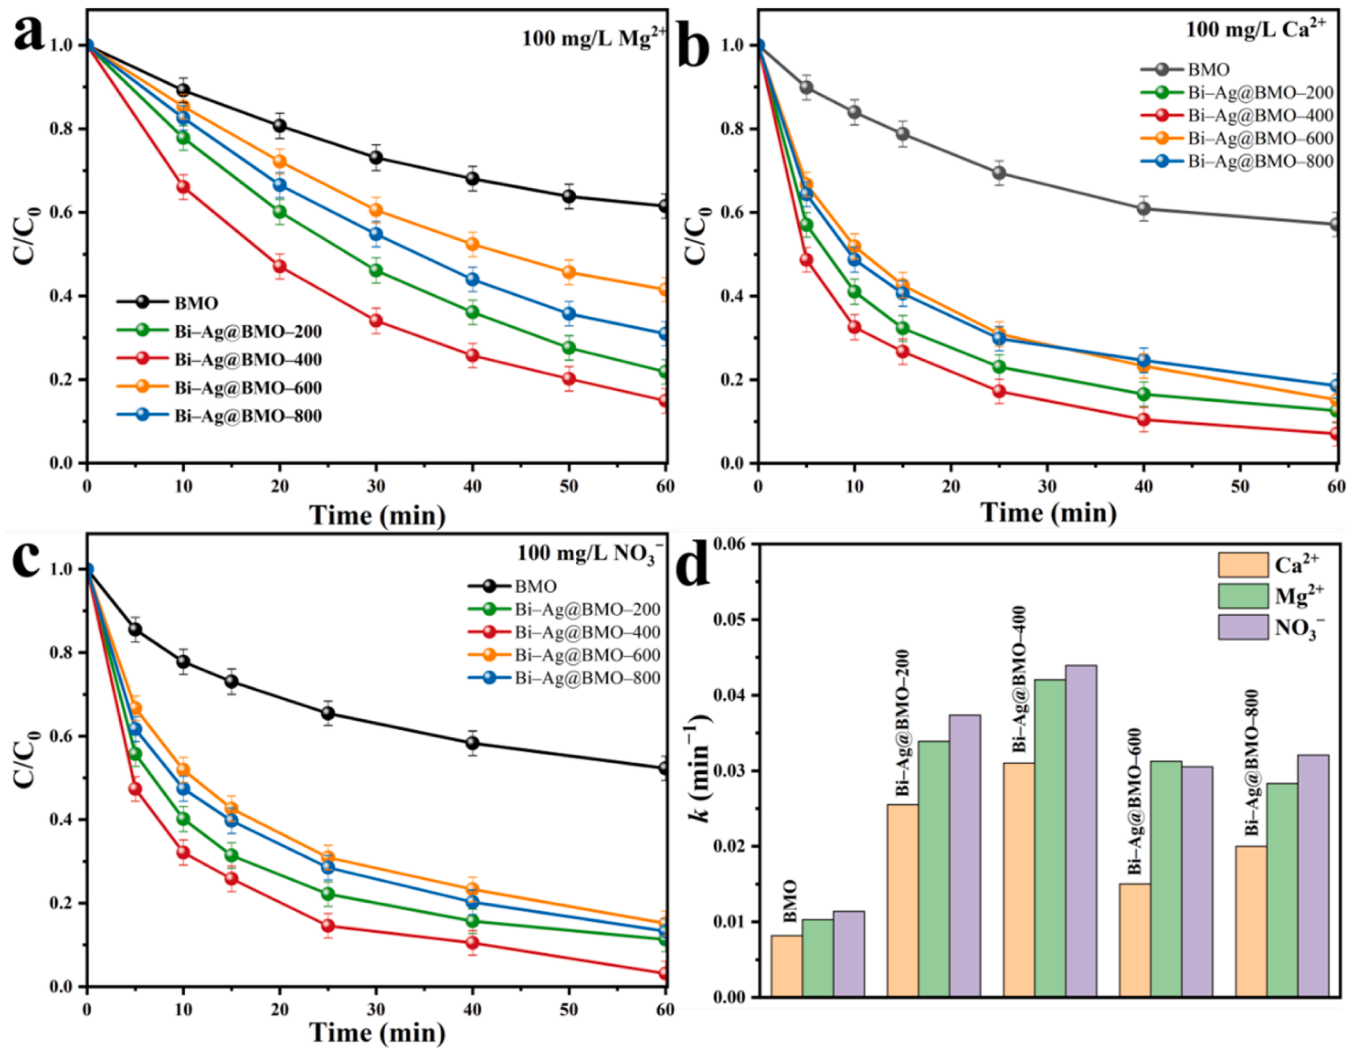 a
100 mg/L Mg²⁺
C/C₀
1.0
0.8
0.6
0.4
0.2
0.0
BMO
Bi–Ag@BMO–200
Bi–Ag@BMO–400
Bi–Ag@BMO–600
Bi–Ag@BMO–800
0 10 20 30 40 50 60
Time (min)
b
100 mg/L Ca²⁺
C/C₀
1.0
0.8
0.6
0.4
0.2
0.0
BMO
Bi–Ag@BMO–200
Bi–Ag@BMO–400
Bi–Ag@BMO–600
Bi–Ag@BMO–800
0 10 20 30 40 50 60
Time (min)
c
100 mg/L NO₃⁻
C/C₀
1.0
0.8
0.6
0.4
0.2
0.0
BMO
Bi–Ag@BMO–200
Bi–Ag@BMO–400
Bi–Ag@BMO–600
Bi–Ag@BMO–800
0 10 20 30 40 50 60
Time (min)
d
k (min⁻¹)
0.06
0.05
0.04
0.03
0.02
0.01
0.00
Ca²⁺
Mg²⁺
NO₃⁻
BMO
Bi–Ag@BMO–200
Bi–Ag@BMO–400
Bi–Ag@BMO–600
Bi–Ag@BMO–800